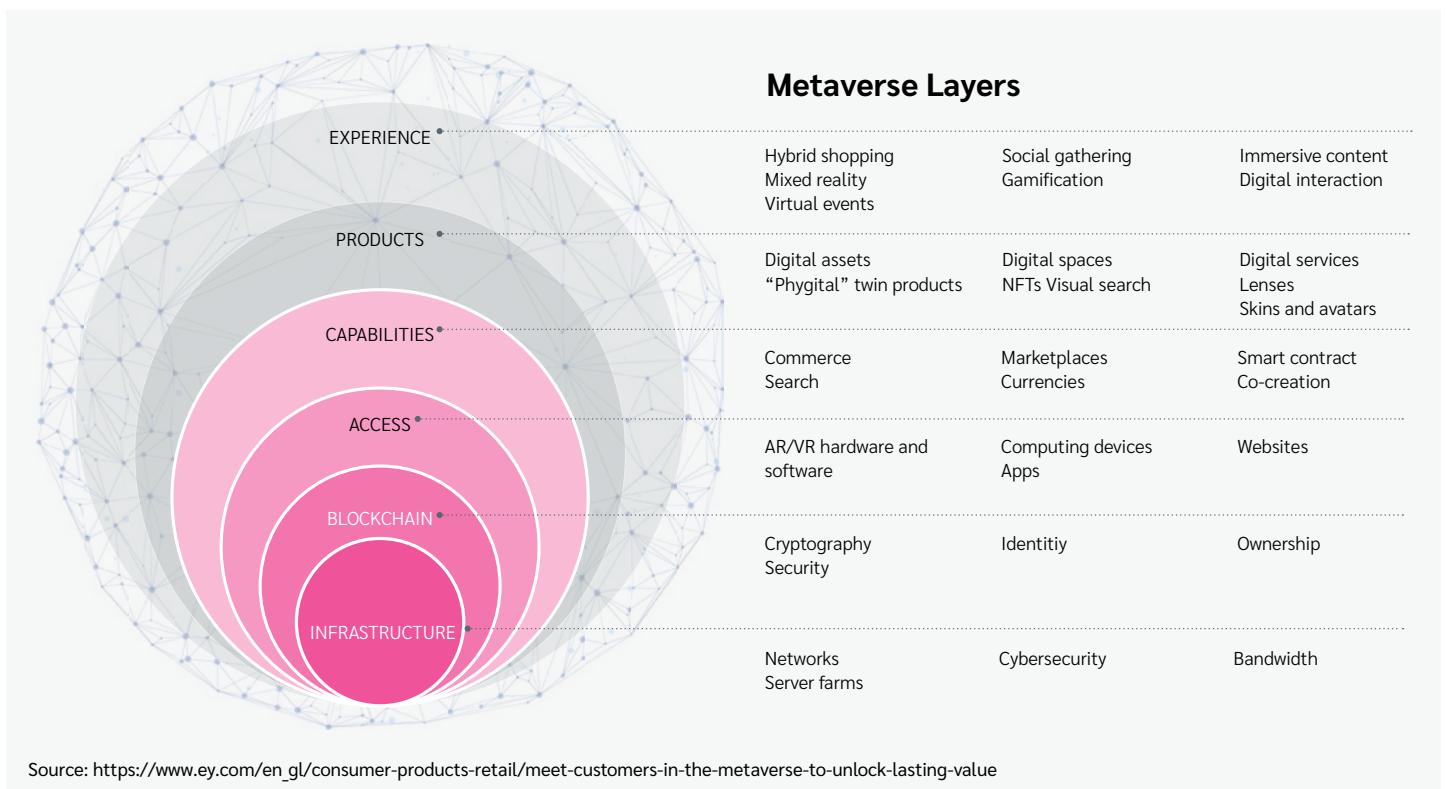 Metaverse Layers
EXPERIENCE
Hybrid shopping
Mixed reality
Virtual events
Social gathering
Gamification
Immersive content
Digital interaction
PRODUCTS
Digital assets
“Phygital” twin products
Digital spaces
NFTs Visual search
Digital services
Lenses
Skins and avatars
CAPABILITIES
Commerce
Search
Marketplaces
Currencies
Smart contract
Co-creation
ACCESS
AR/VR hardware and
software
Computing devices
Apps
Websites
BLOCKCHAIN
Cryptography
Security
Identitiy
Ownership
INFRASTRUCTURE
Networks
Server farms
Cybersecurity
Bandwidth
Source: https://www.ey.com/en_gl/consumer-products-retail/meet-customers-in-the-metaverse-to-unlock-lasting-value